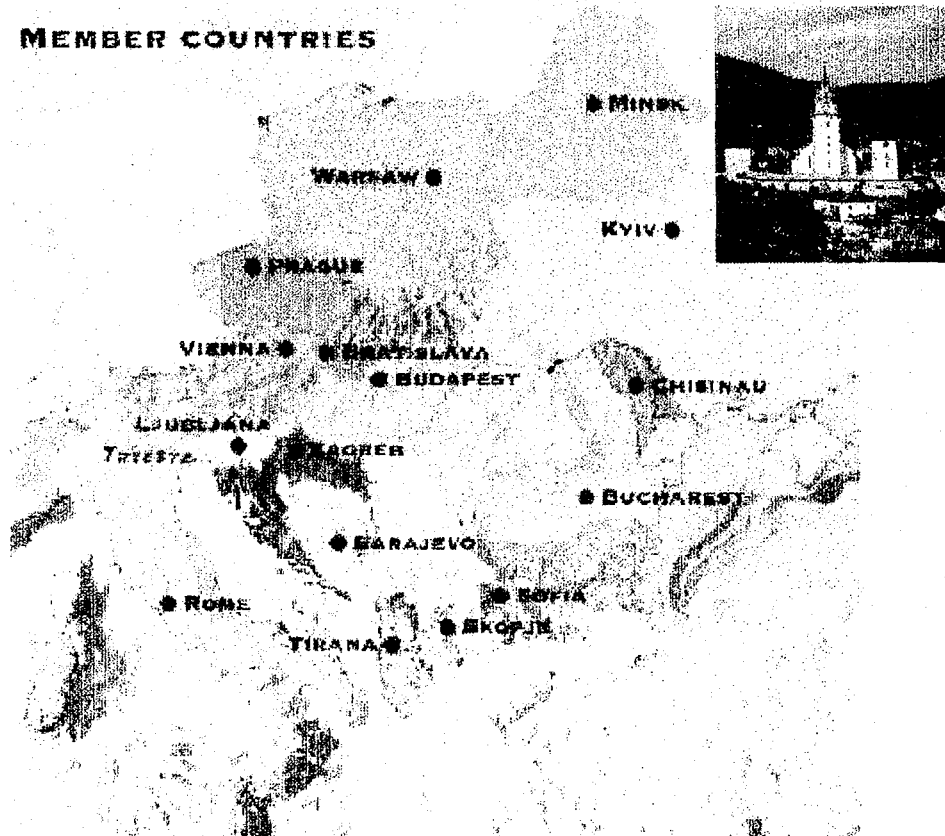 MEMBER COUNTRIES
MINSK
WARSAW
KYIV
PRAGUE
VIENNA
BRATISLAVA
BUDAPEST
CHISINAU
LJUBLJANA
TRIESTE
ZAGREB
BUCHAREST
SARAJEVO
SOFIA
ROME
SKOPJE
TIRANA